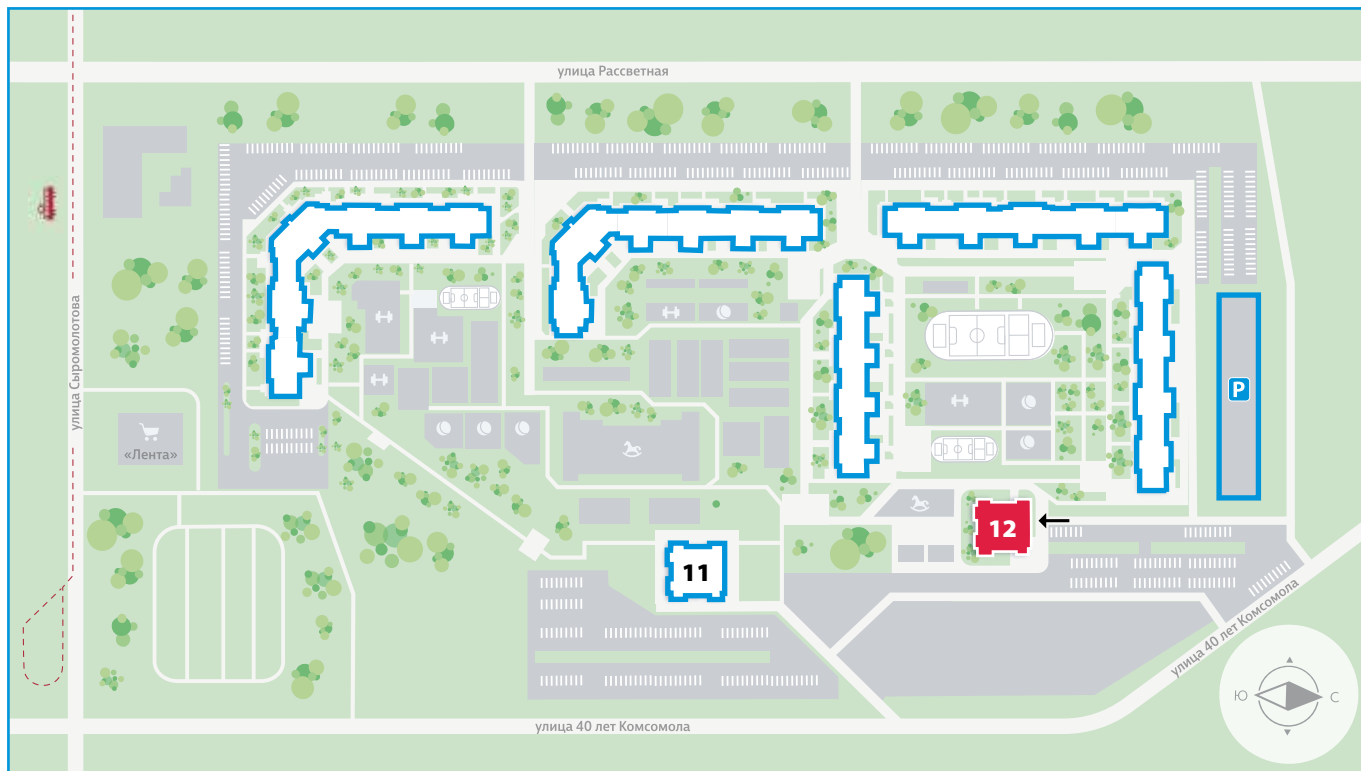 улица Рассветная
улица Сыромолотова
P
«Лента»
12
11
улица 40 лет Комсомола
Ю
С
улица 40 лет Комсомола